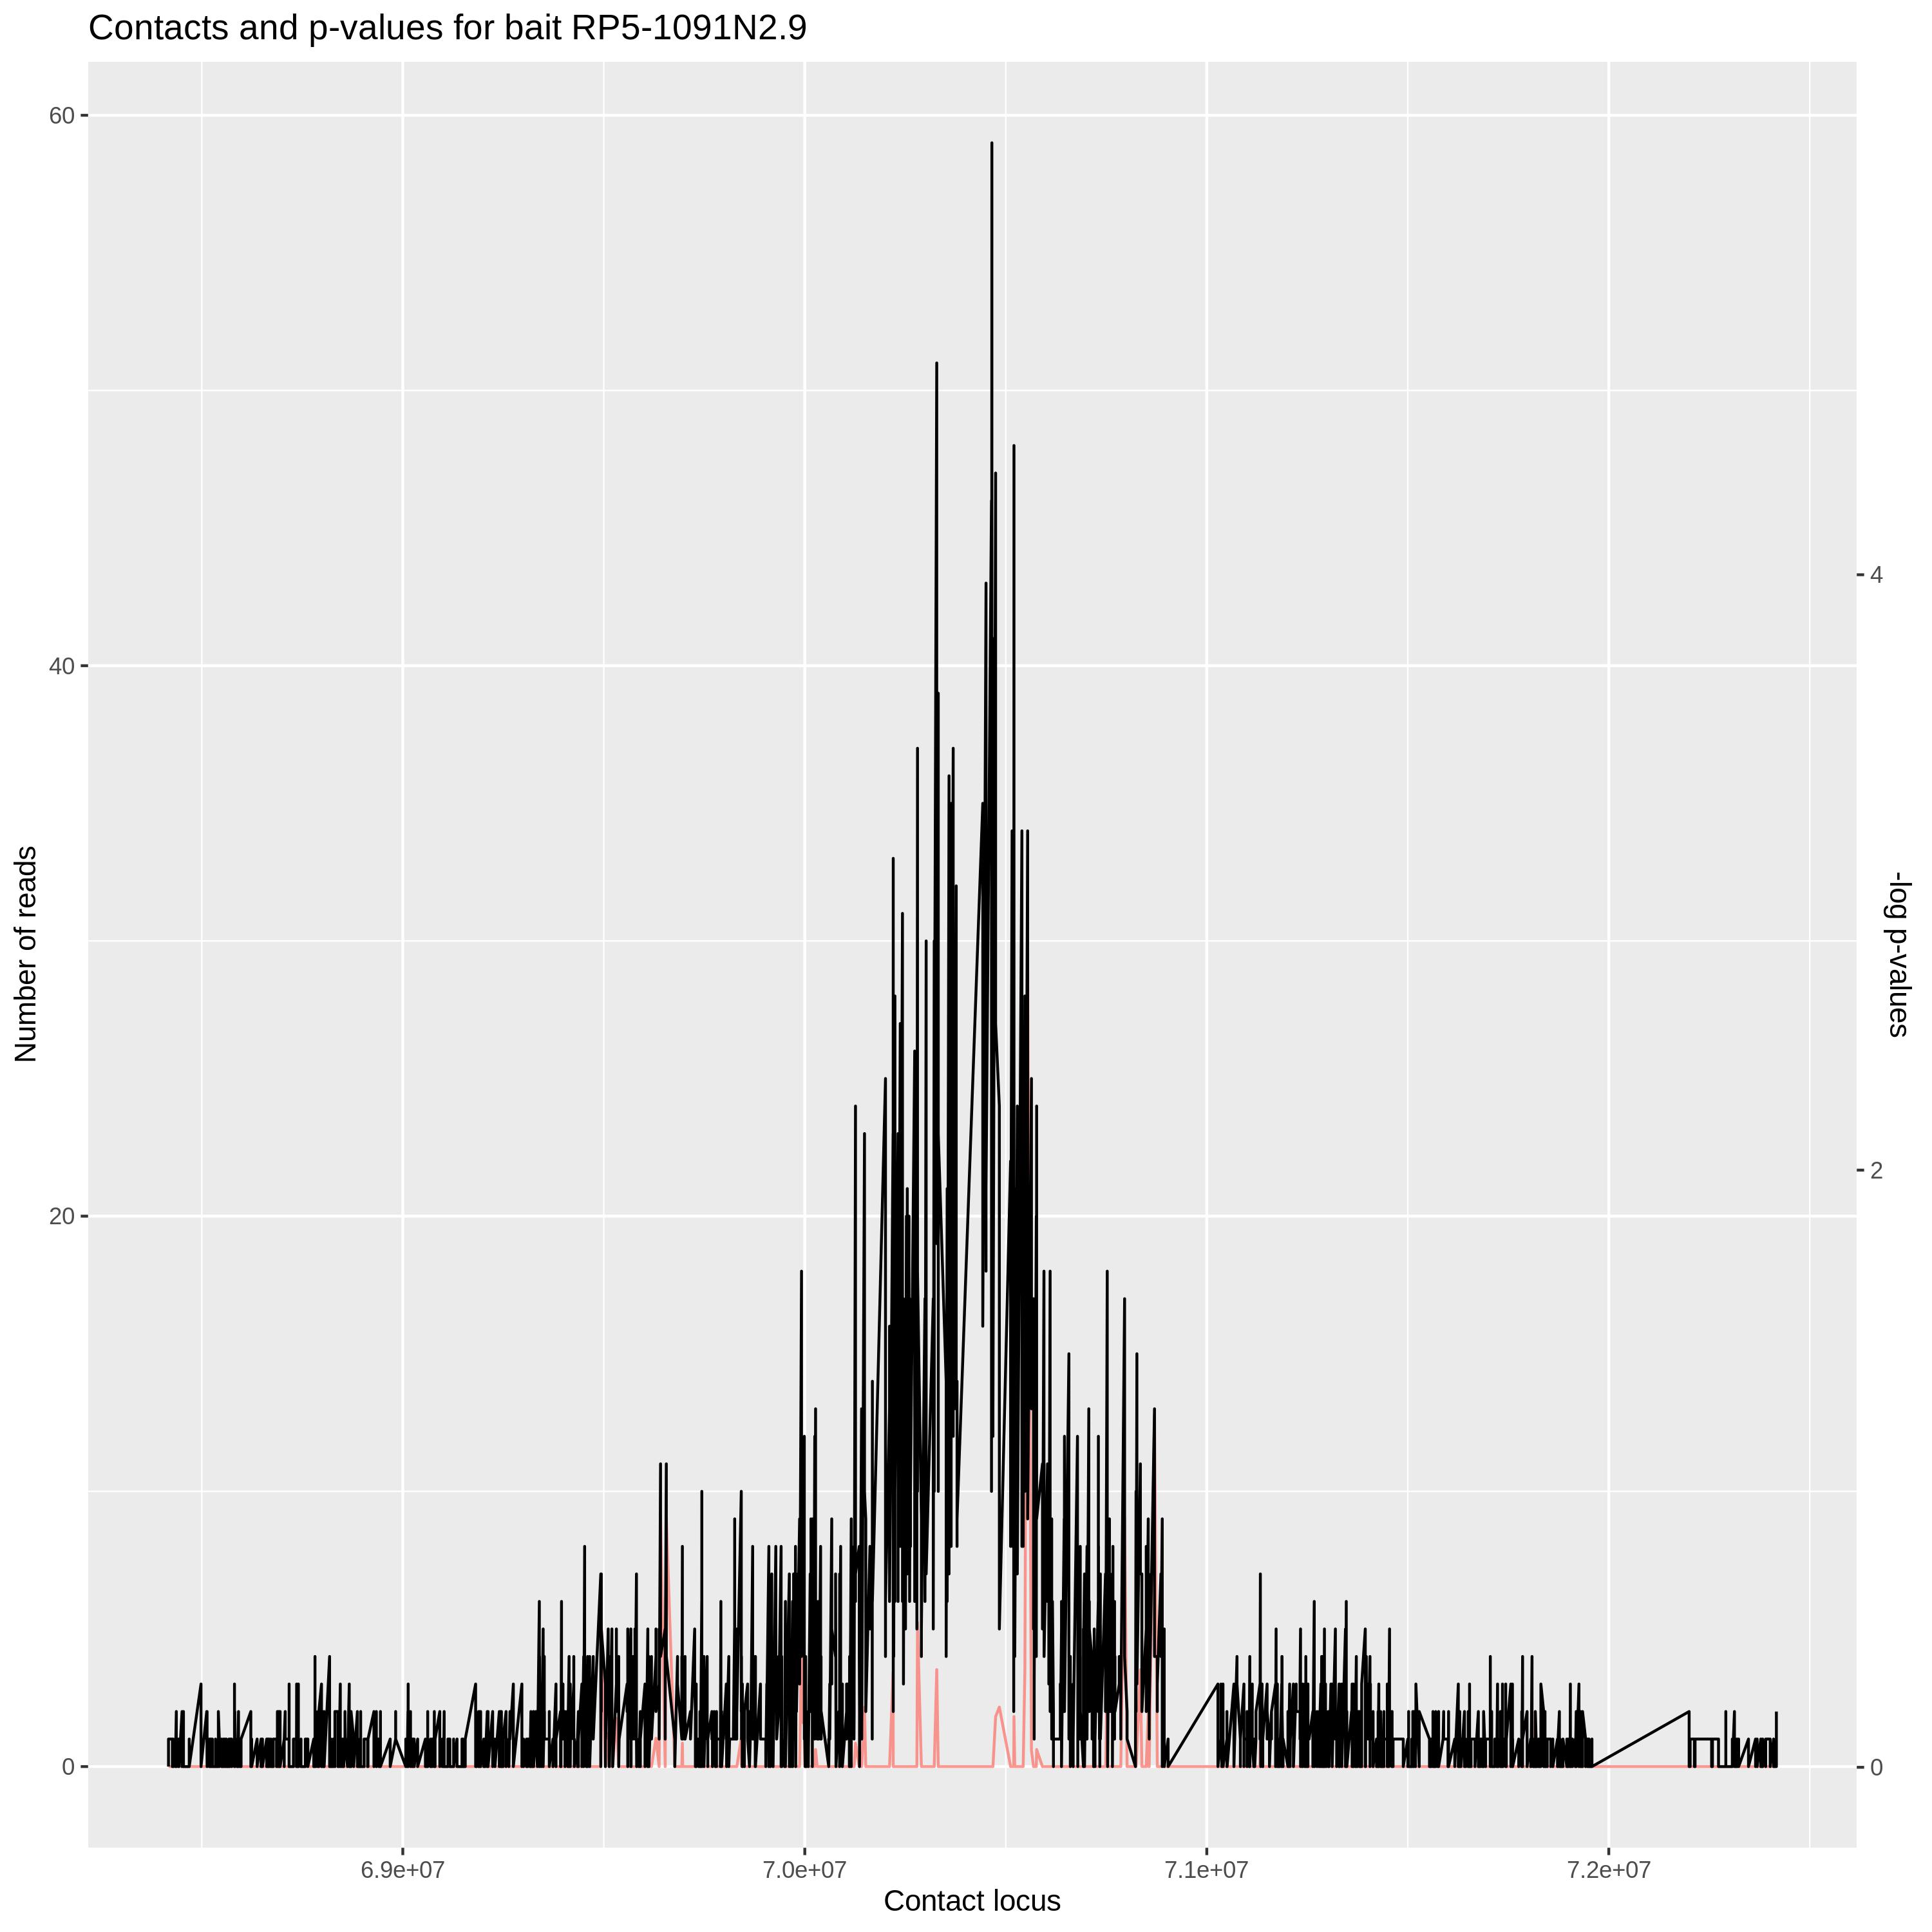 Contacts and p-values for bait RP5-1091N2.9
60
40
20
0
4
2
0
Number of reads
-log p-values
6.9e+07
7.0e+07
7.1e+07
7.2e+07
Contact locus